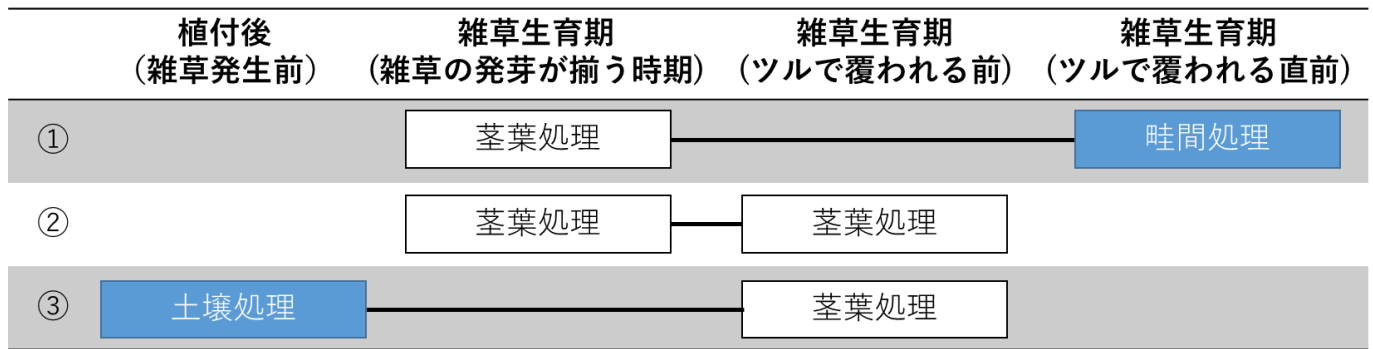 植付後 雑草生育期 雑草生育期 雑草生育期
（雑草発生前） （雑草の発芽が揃う時期） （ツルで覆われる前） （ツルで覆われる直前）
① 茎葉処理 畦間処理
② 茎葉処理 茎葉処理
③ 土壌処理 茎葉処理